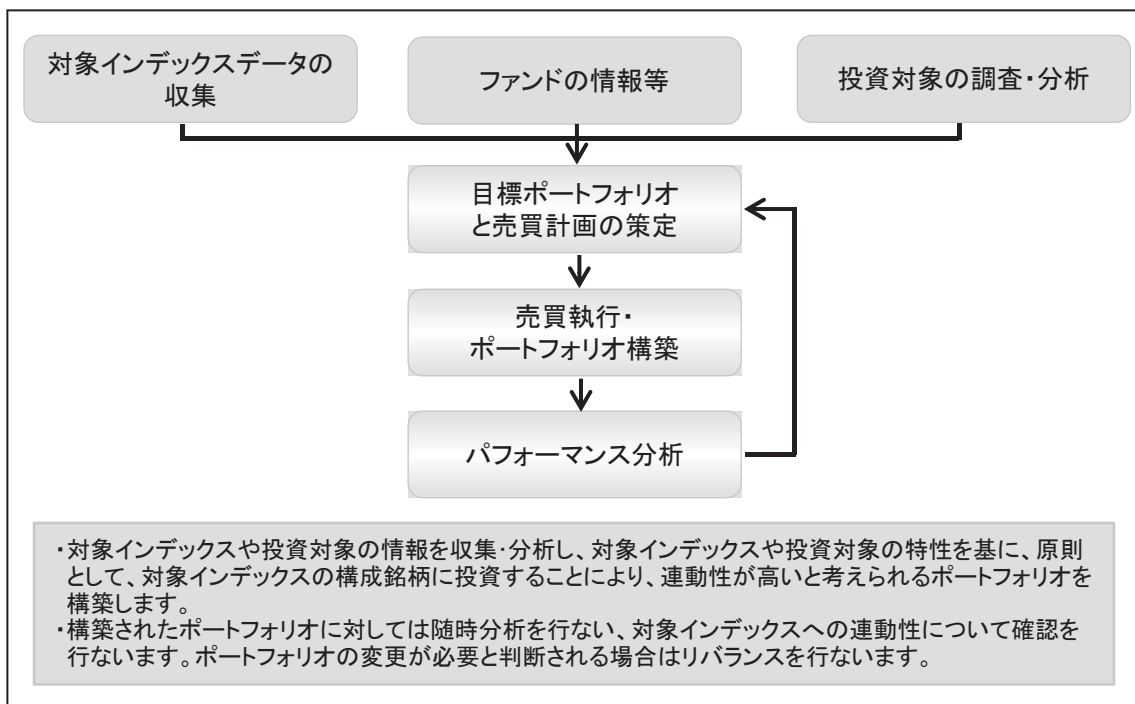 対象インデックスデータの
収集
ファンドの情報等
投資対象の調査・分析
目標ポートフォリオ
と売買計画の策定
売買執行・
ポートフォリオ構築
パフォーマンス分析
・対象インデックスや投資対象の情報を収集・分析し、対象インデックスや投資対象の特性を基に、原則
として、対象インデックスの構成銘柄に投資することにより、連動性が高いと考えられるポートフォリオを
構築します。
・構築されたポートフォリオに対しては随時分析を行ない、対象インデックスへの連動性について確認を
行ないます。ポートフォリオの変更が必要と判断される場合はリバランスを行ないます。